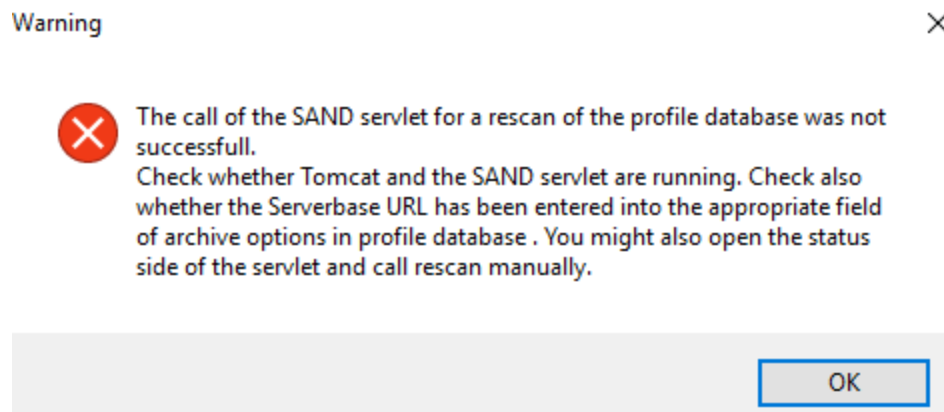 Warning
The call of the SAND servlet for a rescan of the profile database was not
successfull.
Check whether Tomcat and the SAND servlet are running. Check also
whether the Serverbase URL has been entered into the appropriate field
of archive options in profile database . You might also open the status
side of the servlet and call rescan manually.
OK